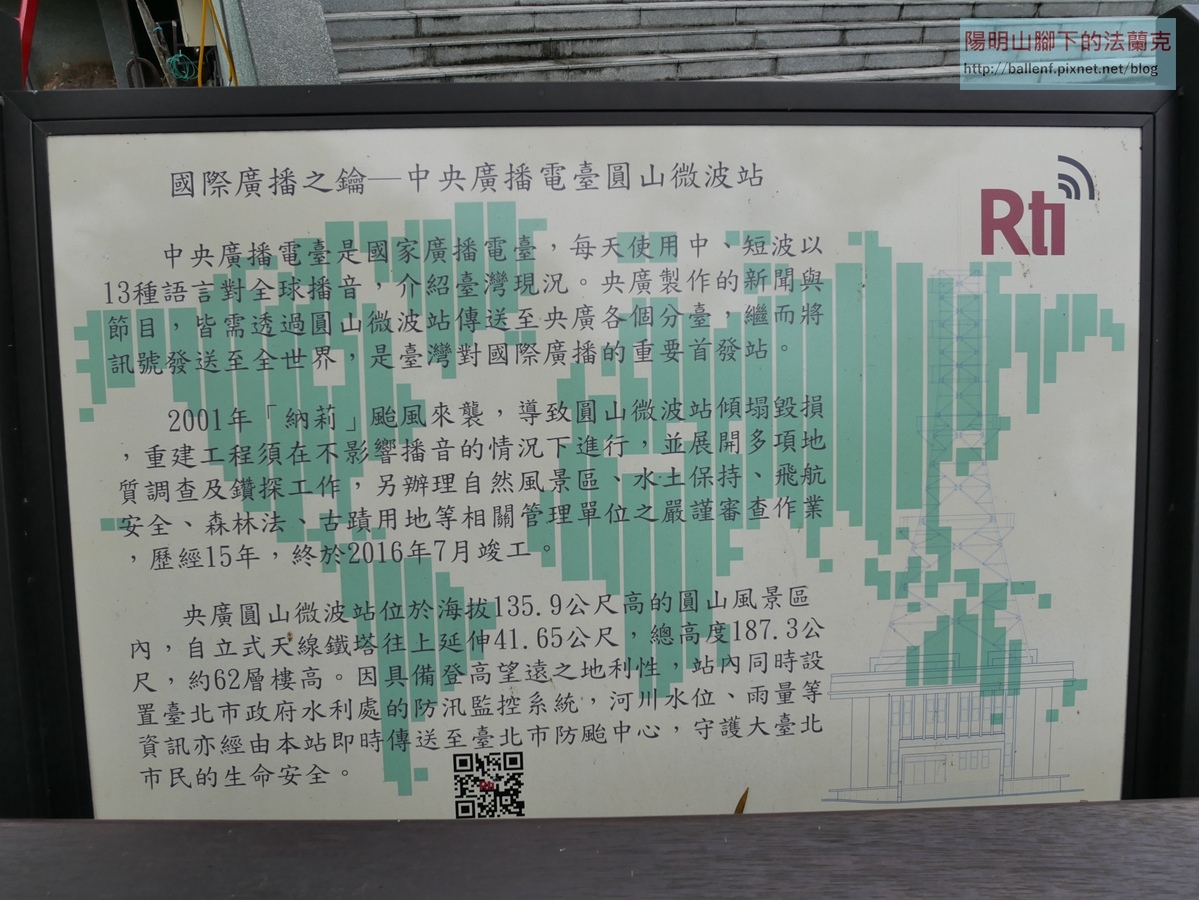 陽明山腳下的法蘭克
http://ballenf.pixnet.net/blog
國際廣播之鑰—中央廣播電臺圓山微波站
Rti
中央廣播電臺是國家廣播電臺，每天使用中、短波以
13種語言對全球播音，介紹臺灣現況。央廣製作的新聞與
節目，皆需透過圓山微波站傳送至央廣各個分臺，繼而將
訊號發送至全世界，是臺灣對國際廣播的重要首發站。
2001年「納莉」颱風來襲，導致圓山微波站傾塌毀損
，重建工程須在不影響播音的情況下進行，並展開多項地
質調查及鑽探工作，另辦理自然風景區、水土保持、飛航
安全、森林法、古蹟用地等相關管理單位之嚴謹審查作業
，歷經15年，終於2016年7月竣工。
央廣圓山微波站位於海拔135.9公尺高的圓山風景區
內，自立式天線鐵塔往上延伸41.65公尺，總高度187.3公
尺，約62層樓高。因具備登高望遠之地利性，站內同時設
置臺北市政府水利處的防汛監控系統，河川水位、雨量等
資訊亦經由本站即時傳送至臺北市防颱中心，守護大臺北
市民的生命安全。